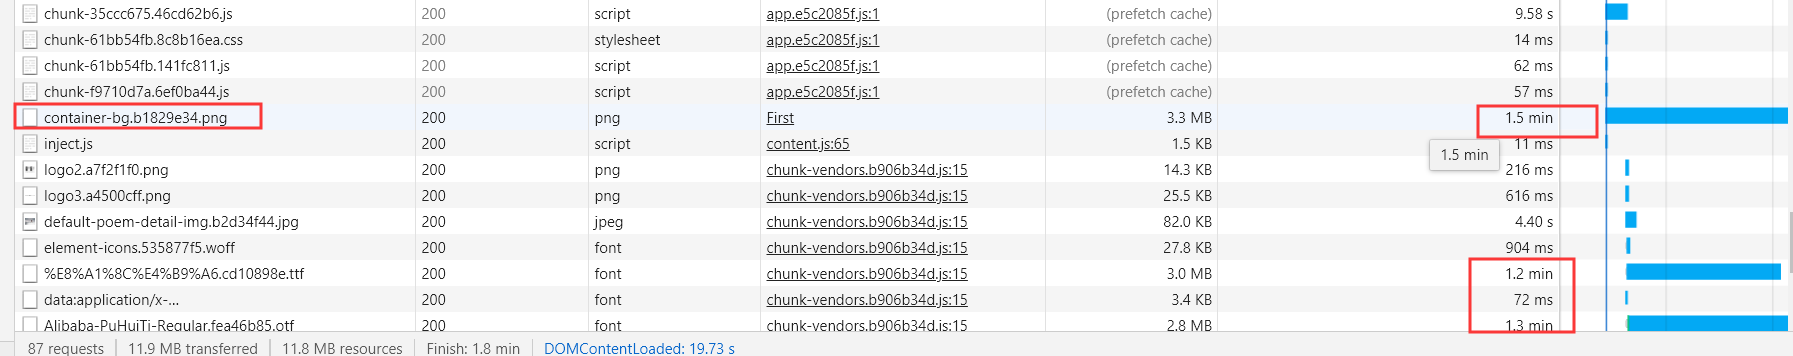 chunk-35ccc675.46cd62b6.js 200 script app.e5c2085f.js:1 (prefetch cache) 9.58 s
chunk-61bb54fb.8c8b16ea.css 200 stylesheet app.e5c2085f.js:1 (prefetch cache) 14 ms
chunk-61bb54fb.141fc811.js 200 script app.e5c2085f.js:1 (prefetch cache) 62 ms
chunk-f9710d7a.6ef0ba44.js 200 script app.e5c2085f.js:1 (prefetch cache) 57 ms
container-bg.b1829e34.png 200 png First 3.3 MB 1.5 min
inject.js 200 script content.js:65 1.5 KB 11 ms
1.5 min
logo2.a7f2f1f0.png 200 png chunk-vendors.b906b34d.js:15 14.3 KB 216 ms
logo3.a4500cff.png 200 png chunk-vendors.b906b34d.js:15 25.5 KB 616 ms
default-poem-detail-img.b2d34f44.jpg 200 jpeg chunk-vendors.b906b34d.js:15 82.0 KB 4.40 s
element-icons.535877f5.woff 200 font chunk-vendors.b906b34d.js:15 27.8 KB 904 ms
%E8%A1%8C%E4%B9%A6.cd10898e.ttf 200 font chunk-vendors.b906b34d.js:15 3.0 MB 1.2 min
data:application/x-... 200 font chunk-vendors.b906b34d.js:15 3.4 KB 72 ms
Alibaba-PuHuiTi-Regular.fea46b85.otf 200 font chunk-vendors.b906b34d.js:15 2.8 MB 1.3 min
87 requests 11.9 MB transferred 11.8 MB resources Finish: 1.8 min DOMContentLoaded: 19.73 s